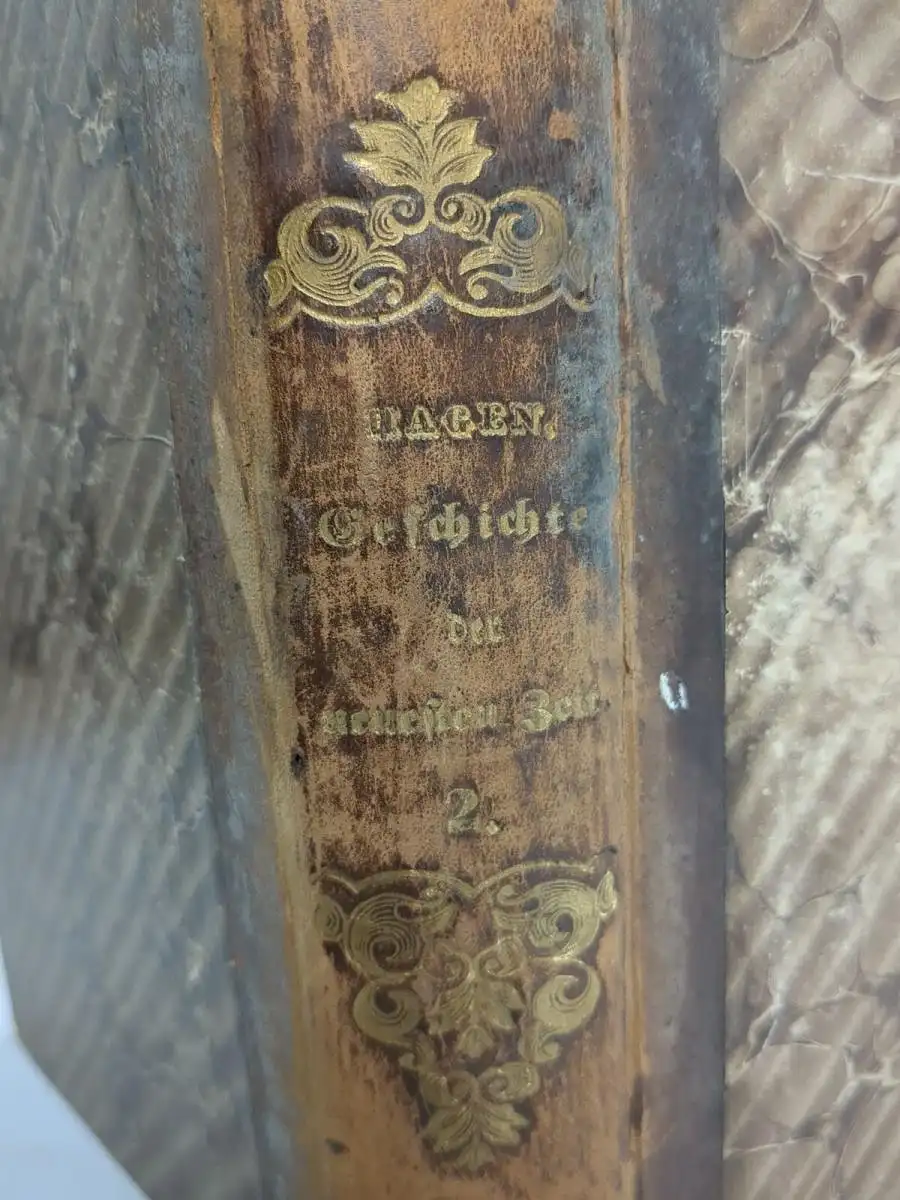 HAGEN,
Geschichte
der
neuesten Zeit.
2.